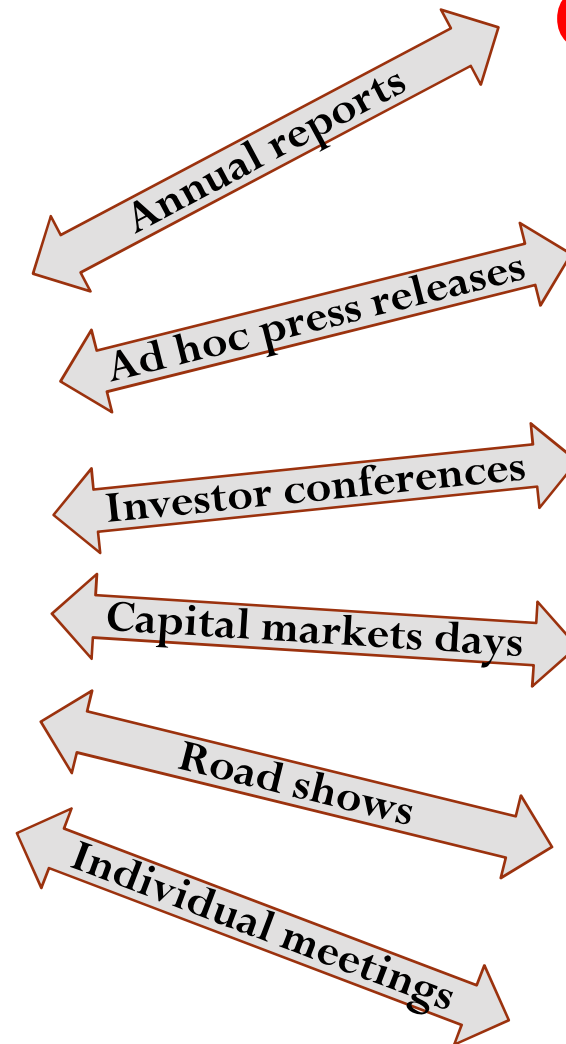 Annual reports
Ad hoc press releases
Investor conferences
Capital markets days
Road shows
Individual meetings